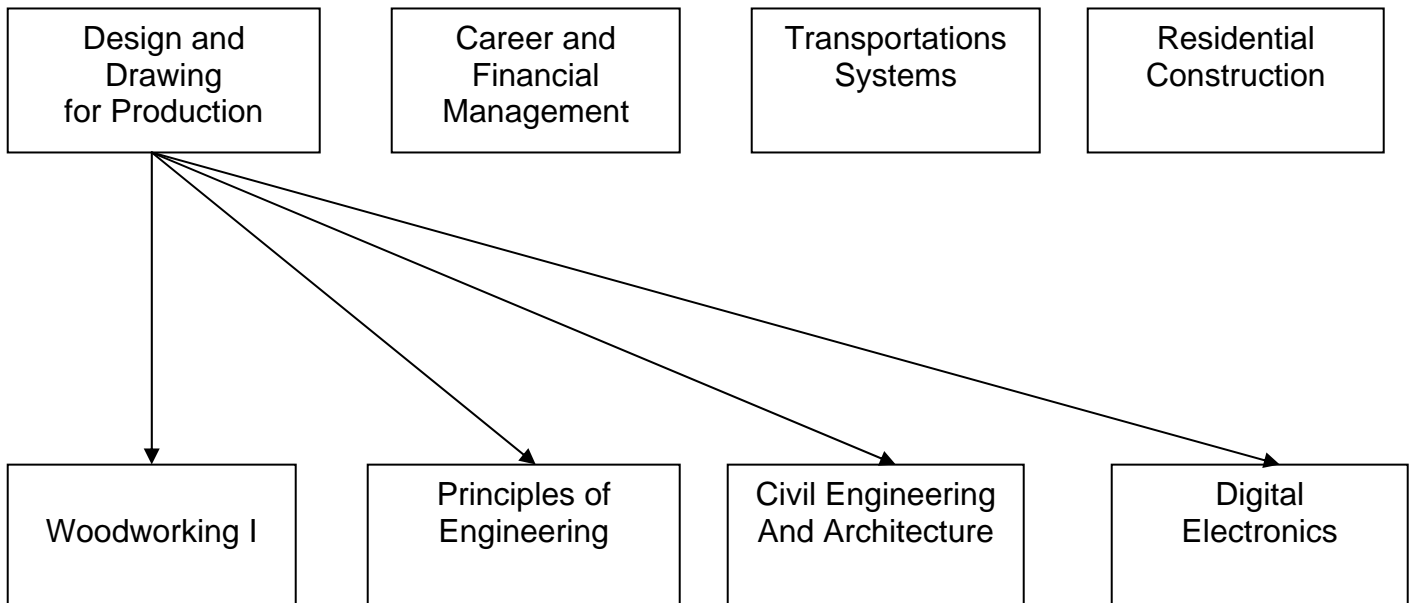 Design and
Drawing
for Production
Career and
Financial
Management
Transportations
Systems
Residential
Construction
Woodworking I
Principles of
Engineering
Civil Engineering
And Architecture
Digital
Electronics